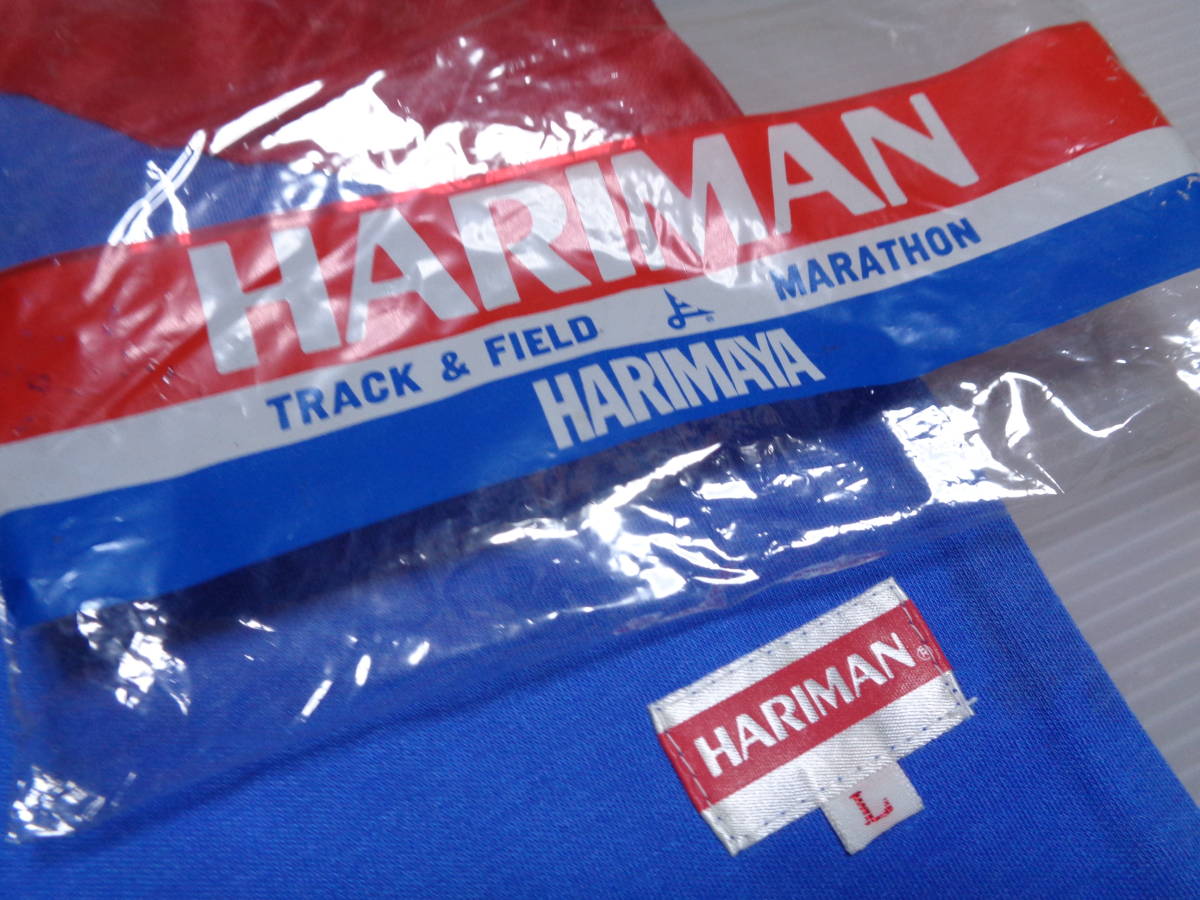 HARIMAN
TRACK & FIELD MARATHON
HARIMAYA
HARIMAN®
L